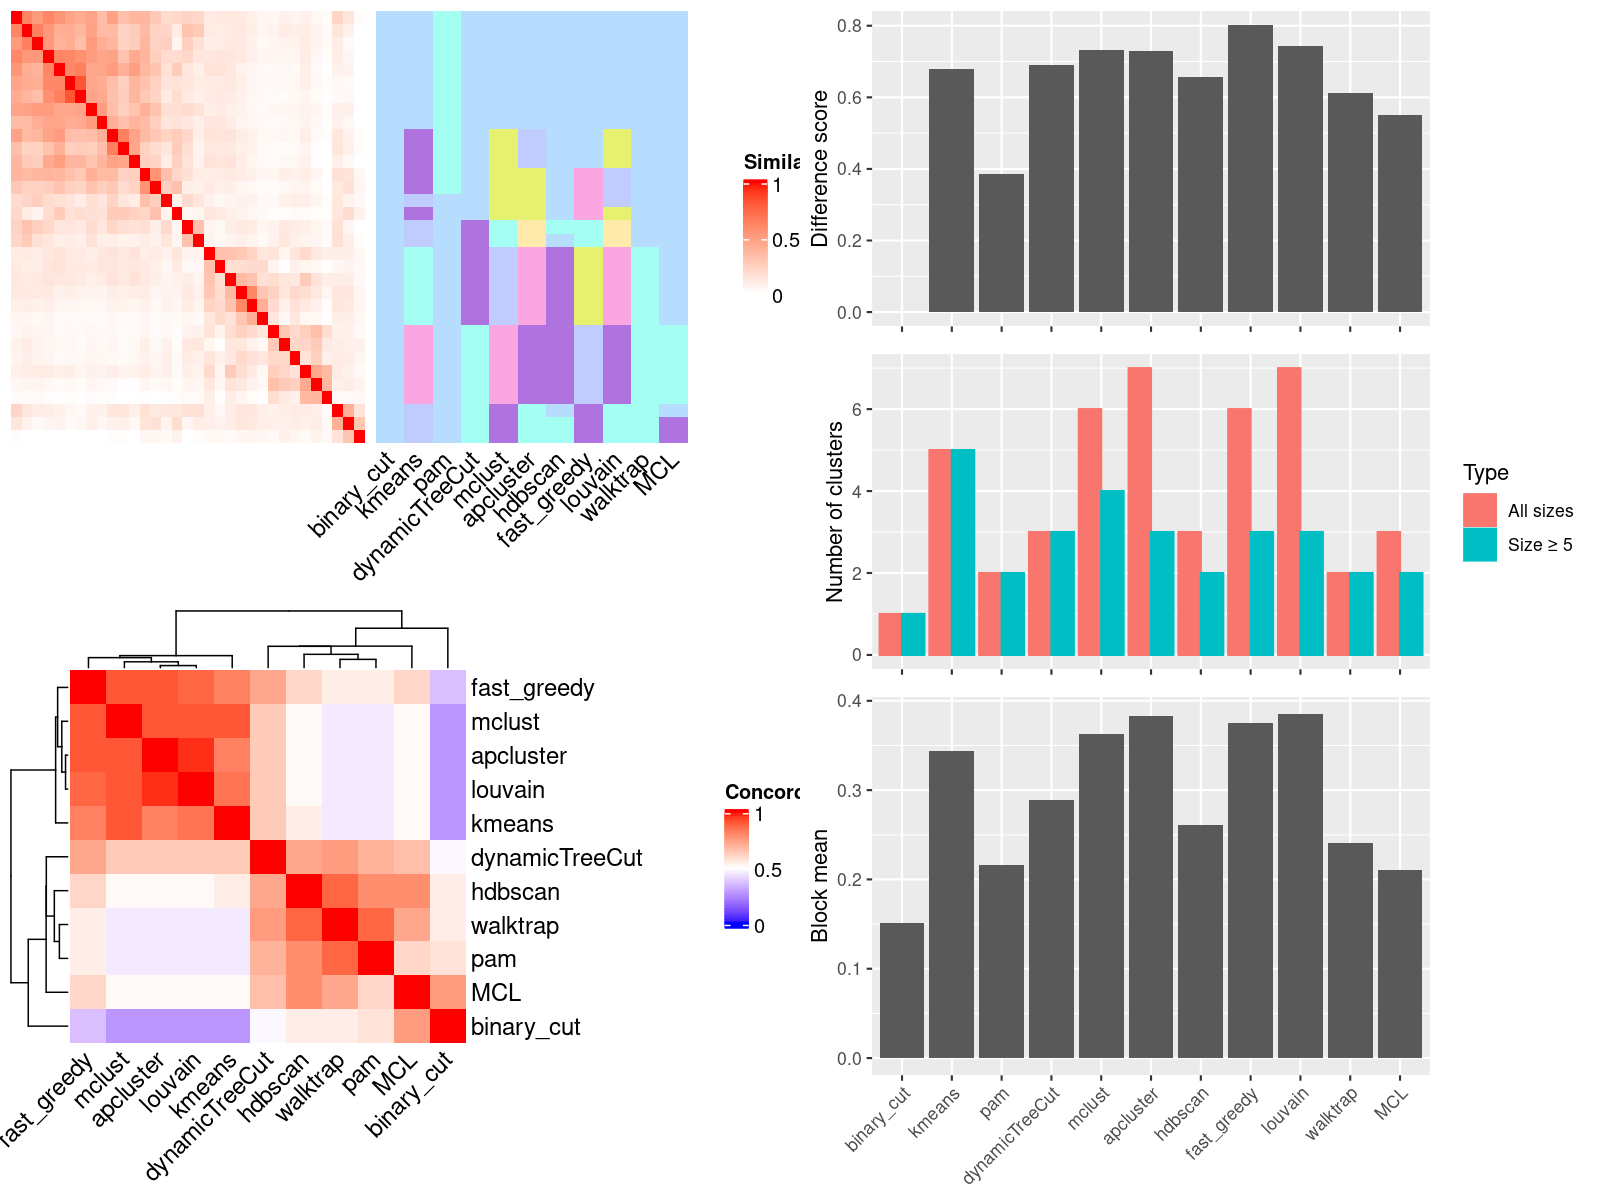 Simila
1
0.5
0
binary_cut
kmeans
pam
dynamicTreeCut
mclust
apcluster
hdbscan
fast_greedy
louvain
walktrap
MCL
fast_greedy
mclust
apcluster
louvain
kmeans
dynamicTreeCut
hdbscan
walktrap
pam
MCL
binary_cut
fast_greedy
mclust
apcluster
louvain
kmeans
dynamicTreeCut
hdbscan
walktrap
pam
MCL
binary_cut
Concord
1
0.5
0
Difference score
0.8
0.6
0.4
0.2
0.0
Number of clusters
6
4
2
0
Type
All sizes
Size ≥ 5
Block mean
0.4
0.3
0.2
0.1
0.0
binary_cut
kmeans
pam
dynamicTreeCut
mclust
apcluster
hdbscan
fast_greedy
louvain
walktrap
MCL